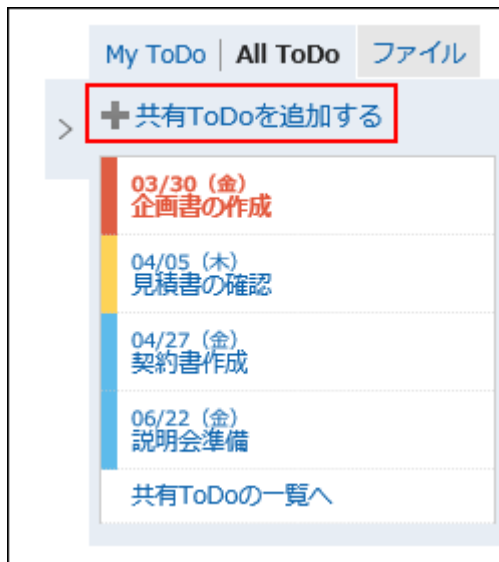 My ToDo | All ToDo ファイル
+共有ToDoを追加する
>
03/30（金）
企画書の作成
04/05（木）
見積書の確認
04/27（金）
契約書作成
06/22（金）
説明会準備
共有ToDoの一覧へ